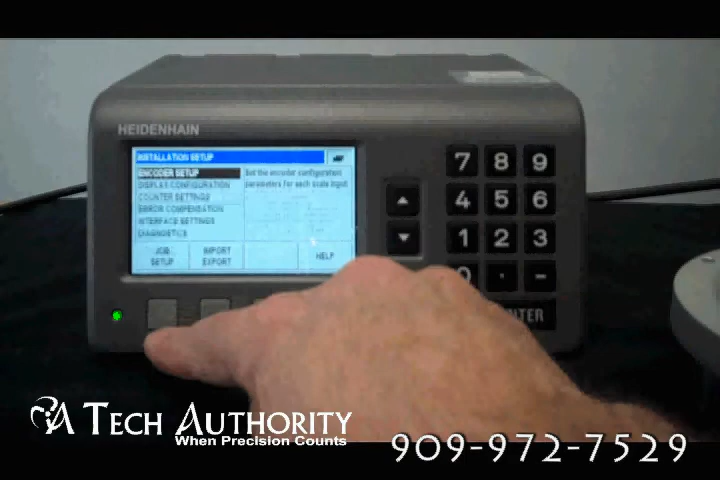 HEIDENHAIN
INSTALLATION SETUP
ENCODER SETUP
DISPLAY CONFIGURATION
COUNTER SETTINGS
ERROR COMPENSATION
INTERFACE SETTINGS
DIAGNOSTICS
Set the encoder configuration
parameters for each scale input.
JOB
SETUP
IMPORT
EXPORT
HELP
7 8 9
4 5 6
1 2 3
0 . -
A TECH AUTHORITY
When Precision Counts
909-972-7529